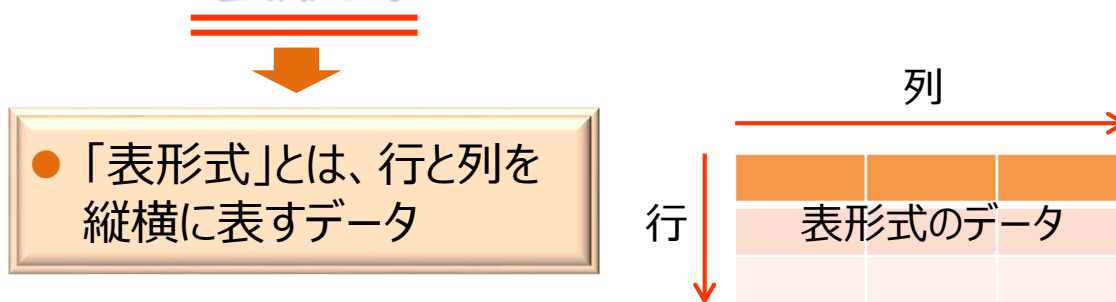 ● 「表形式」とは、行と列を
縦横に表すデータ
列
行
表形式のデータ